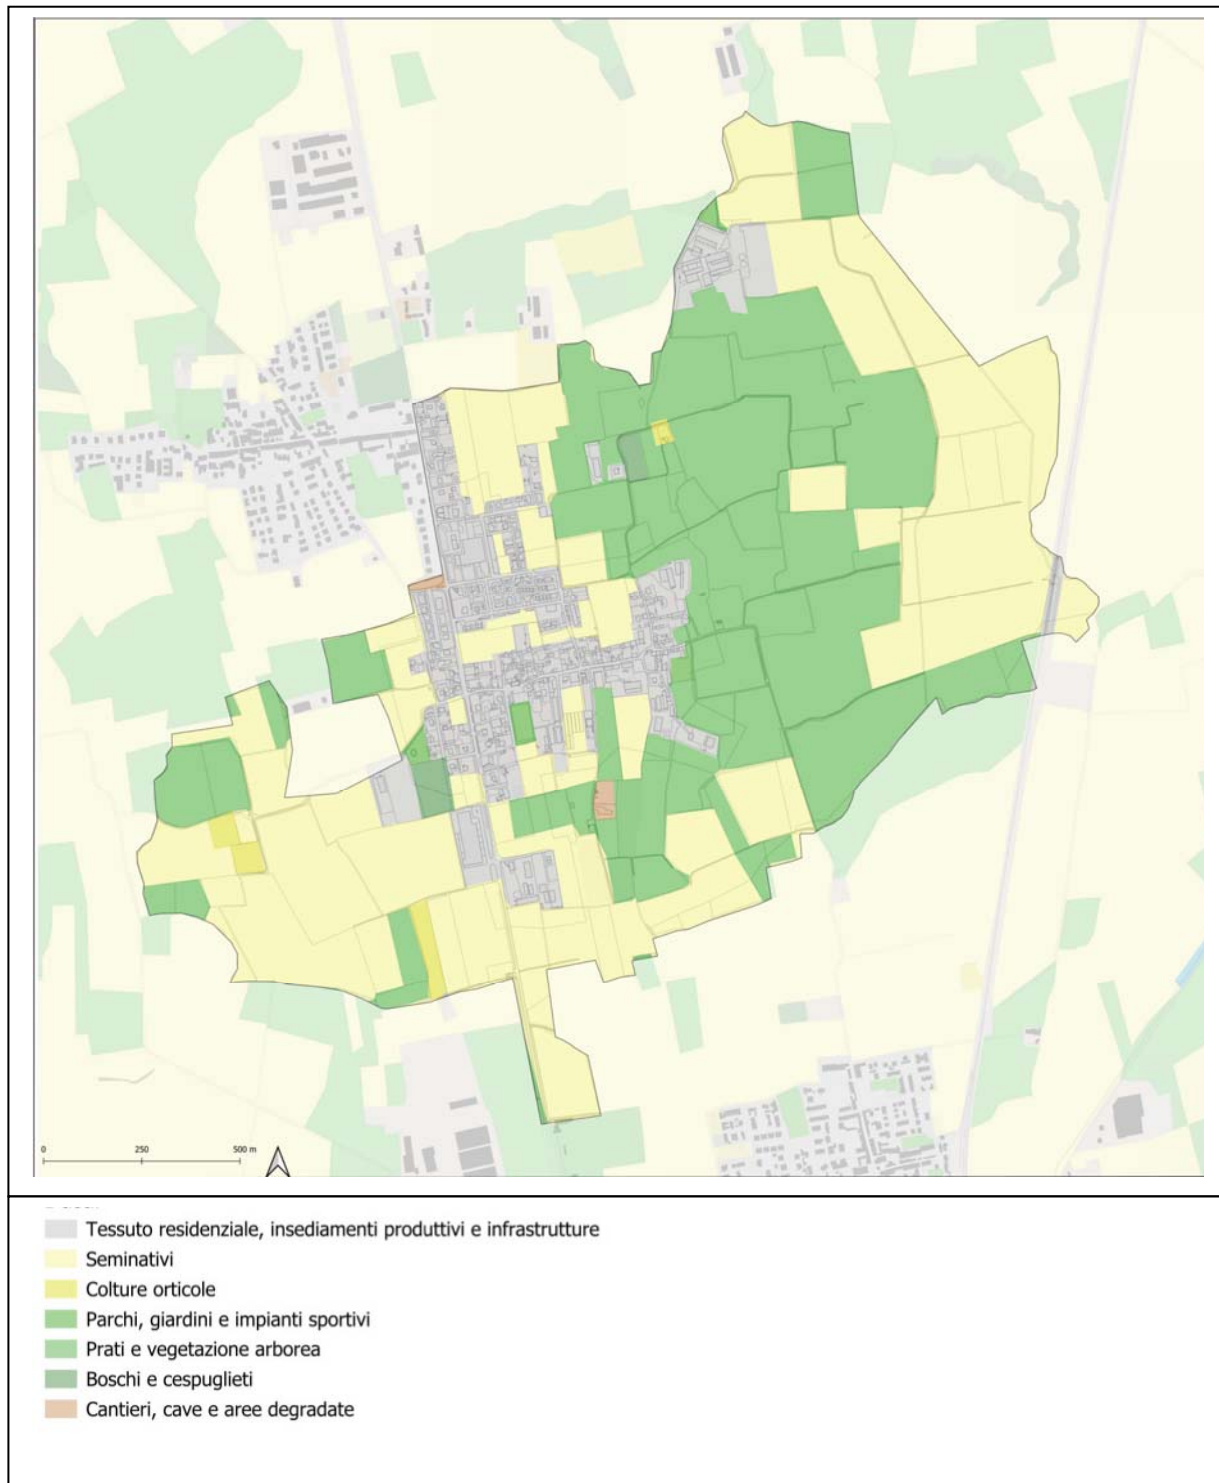 0 250 500 m
Tessuto residenziale, insediamenti produttivi e infrastrutture
Seminativi
Colture orticole
Parchi, giardini e impianti sportivi
Prati e vegetazione arborea
Boschi e cespuglieti
Cantieri, cave e aree degradate